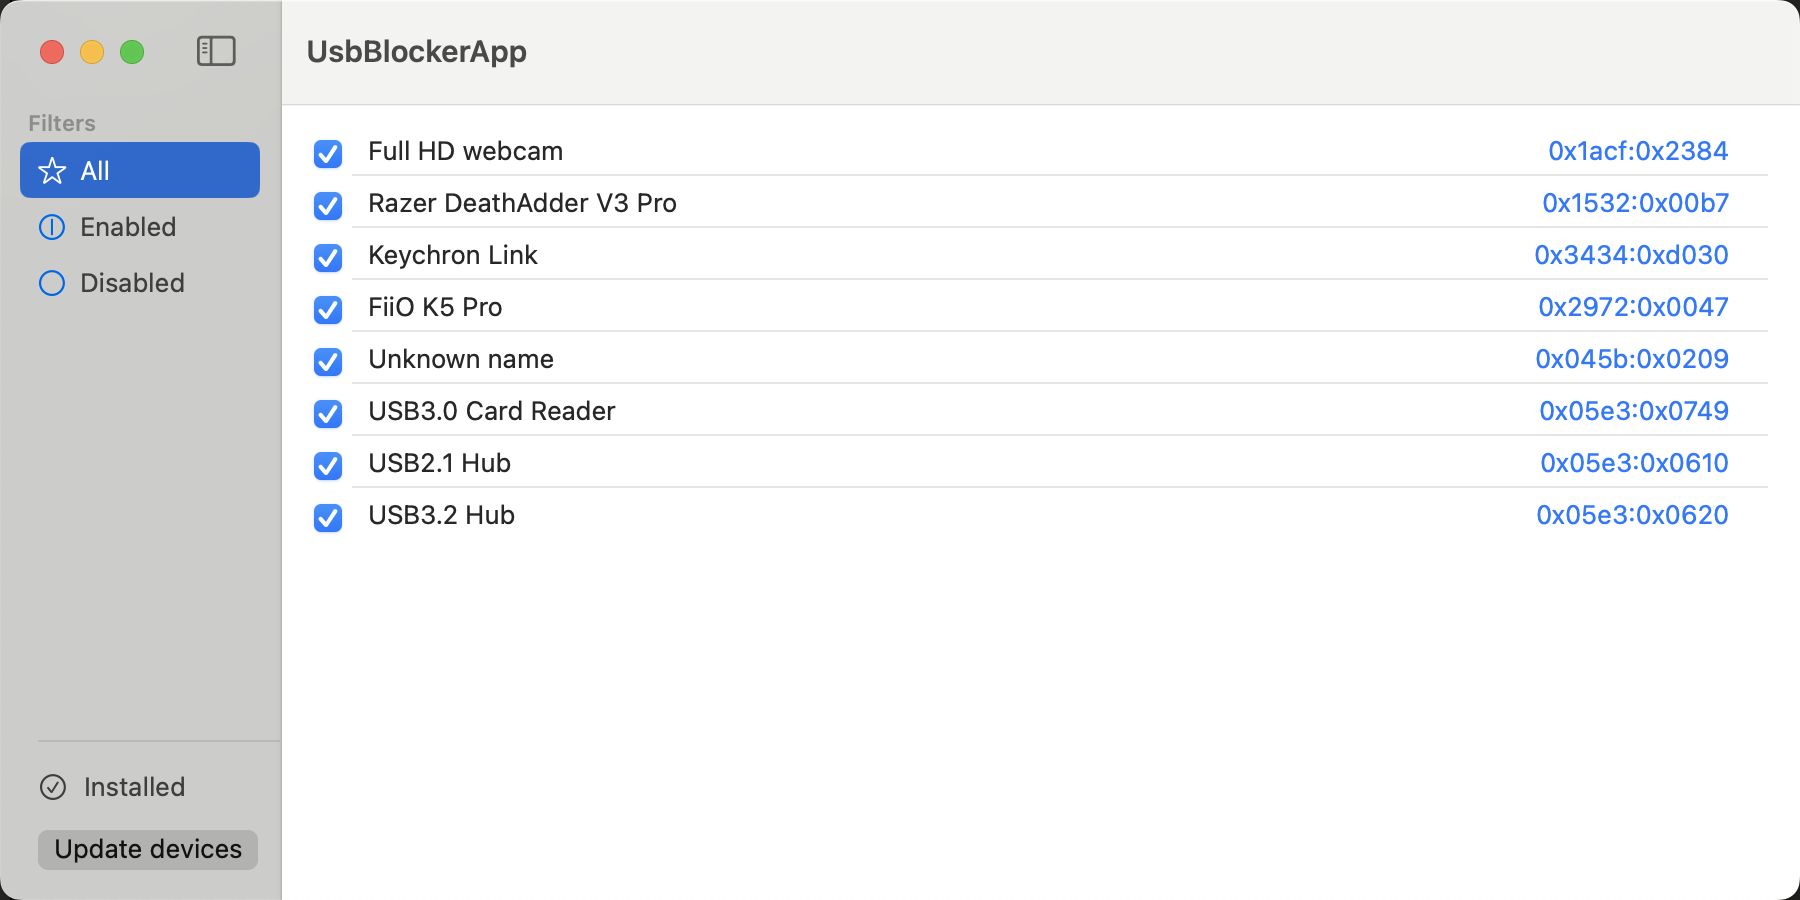 UsbBlockerApp
Filters
All
Enabled
Disabled
Full HD webcam 0x1acf:0x2384
Razer DeathAdder V3 Pro 0x1532:0x00b7
Keychron Link 0x3434:0xd030
FiiO K5 Pro 0x2972:0x0047
Unknown name 0x045b:0x0209
USB3.0 Card Reader 0x05e3:0x0749
USB2.1 Hub 0x05e3:0x0610
USB3.2 Hub 0x05e3:0x0620
Installed
Update devices